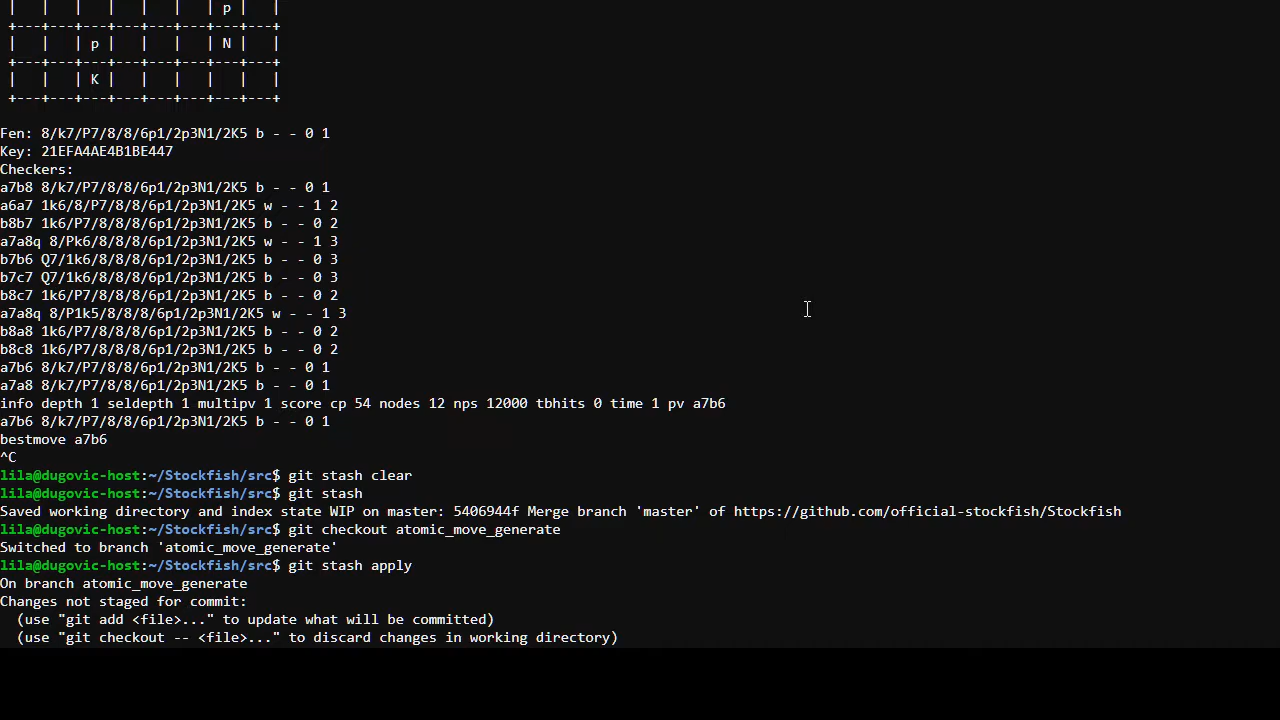 |   |   |   |   |   |   | p |   |
+---+---+---+---+---+---+---+---+
|   |   | p |   |   |   | N |   |
+---+---+---+---+---+---+---+---+
|   |   | K |   |   |   |   |   |
+---+---+---+---+---+---+---+---+
Fen: 8/k7/P7/8/8/6p1/2p3N1/2K5 b - - 0 1
Key: 21EFA4AE4B1BE447
Checkers:
a7b8 8/k7/P7/8/8/6p1/2p3N1/2K5 b - - 0 1
a6a7 1k6/8/P7/8/8/6p1/2p3N1/2K5 w - - 1 2
b8b7 1k6/P7/8/8/8/6p1/2p3N1/2K5 b - - 0 2
a7a8q 8/Pk6/8/8/8/6p1/2p3N1/2K5 w - - 1 3
b7b6 Q7/1k6/8/8/8/6p1/2p3N1/2K5 b - - 0 3
b7c7 Q7/1k6/8/8/8/6p1/2p3N1/2K5 b - - 0 3
b8c7 1k6/P7/8/8/8/6p1/2p3N1/2K5 b - - 0 2
a7a8q 8/P1k5/8/8/8/6p1/2p3N1/2K5 w - - 1 3
b8a8 1k6/P7/8/8/8/6p1/2p3N1/2K5 b - - 0 2
b8c8 1k6/P7/8/8/8/6p1/2p3N1/2K5 b - - 0 2
a7b6 8/k7/P7/8/8/6p1/2p3N1/2K5 b - - 0 1
a7a8 8/k7/P7/8/8/6p1/2p3N1/2K5 b - - 0 1
info depth 1 seldepth 1 multipv 1 score cp 54 nodes 12 nps 12000 tbhits 0 time 1 pv a7b6
a7b6 8/k7/P7/8/8/6p1/2p3N1/2K5 b - - 0 1
bestmove a7b6
^C
lila@dugovic-host:~/Stockfish/src$ git stash clear
lila@dugovic-host:~/Stockfish/src$ git stash
Saved working directory and index state WIP on master: 5406944f Merge branch 'master' of https://github.com/official-stockfish/Stockfish
lila@dugovic-host:~/Stockfish/src$ git checkout atomic_move_generate
Switched to branch 'atomic_move_generate'
lila@dugovic-host:~/Stockfish/src$ git stash apply
On branch atomic_move_generate
Changes not staged for commit:
  (use "git add <file>..." to update what will be committed)
  (use "git checkout -- <file>..." to discard changes in working directory)